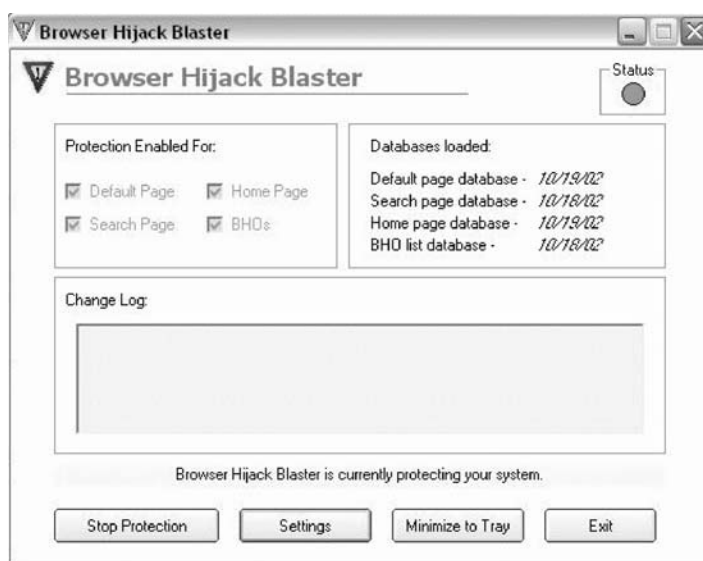 Browser Hijack Blaster
Browser Hijack Blaster
Status
Protection Enabled For:
Default Page Home Page
Search Page BHOs
Databases loaded:
Default page database - 10/19/02
Search page database - 10/18/02
Home page database - 10/19/02
BHO list database - 10/18/02
Change Log:
Browser Hijack Blaster is currently protecting your system.
Stop Protection Settings Minimize to Tray Exit